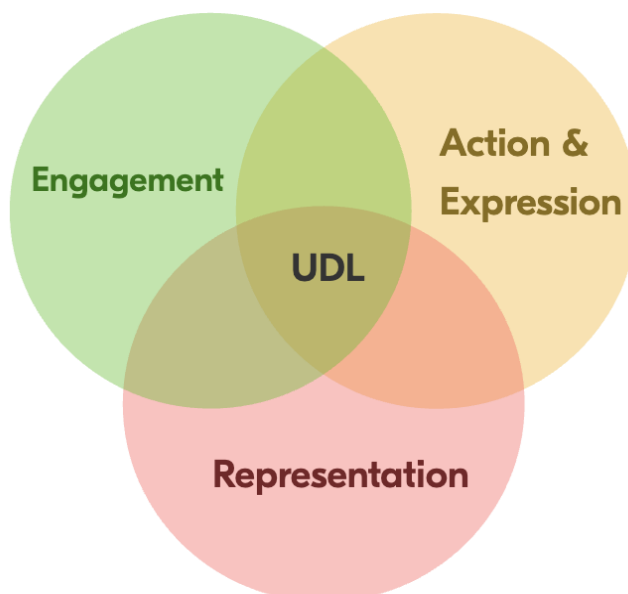 Engagement
Action &
Expression
UDL
Representation